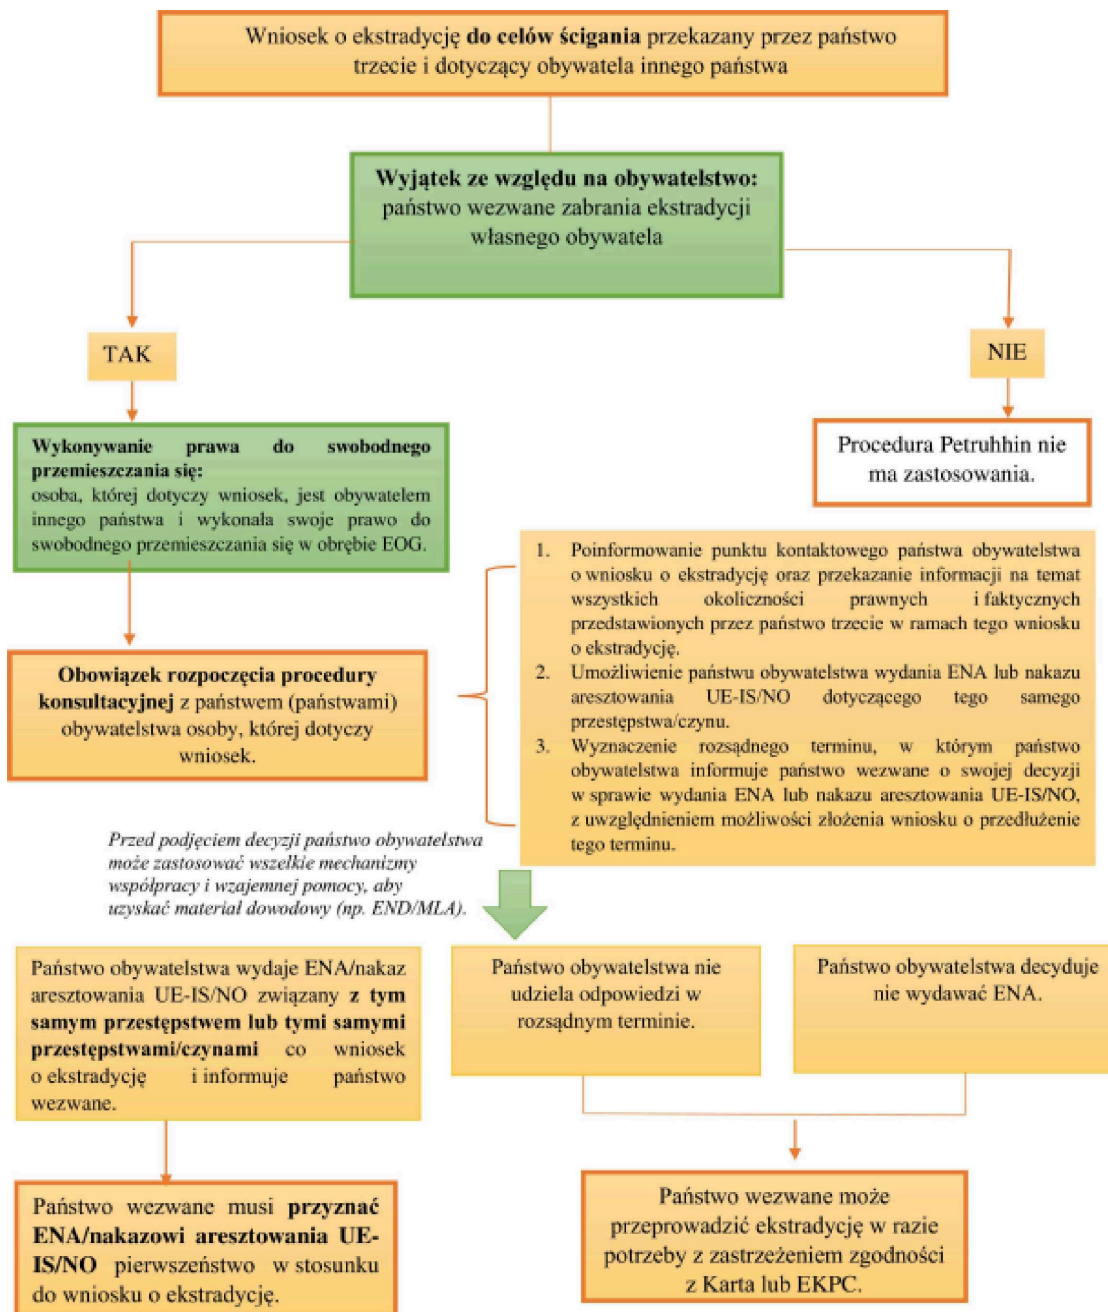 Wniosek o ekstradycję do celów ścigania przekazany przez państwo
trzecie i dotyczący obywatela innego państwa
Wyjątek ze względu na obywatelstwo:
państwo wezwane zabrania ekstradycji
własnego obywatela
TAK
NIE
Wykonywanie prawa do swobodnego
przemieszczania się:
osoba, której dotyczy wniosek, jest obywatelem
innego państwa i wykonała swoje prawo do
swobodnego przemieszczania się w obrębie EOG.
Procedura Petruhhin nie
ma zastosowania.
Obowiązek rozpoczęcia procedury
konsultacyjnej z państwem (państwami)
obywatelstwa osoby, której dotyczy
wniosek.
1. Poinformowanie punktu kontaktowego państwa obywatelstwa
o wniosku o ekstradycję oraz przekazanie informacji na temat
wszystkich okoliczności prawnych i faktycznych
przedstawionych przez państwo trzecie w ramach tego wniosku
o ekstradycję.
2. Umożliwienie państwu obywatelstwa wydania ENA lub nakazu
aresztowania UE-IS/NO dotyczącego tego samego
przestępstwa/czynu.
3. Wyznaczenie rozsądnego terminu, w którym państwo
obywatelstwa informuje państwo wezwane o swojej decyzji
w sprawie wydania ENA lub nakazu aresztowania UE-IS/NO,
z uwzględnieniem możliwości złożenia wniosku o przedłużenie
tego terminu.
Przed podjęciem decyzji państwo obywatelstwa
może zastosować wszelkie mechanizmy
współpracy i wzajemnej pomocy, aby
uzyskać materiał dowodowy (np. END/MLA).
Państwo obywatelstwa wydaje ENA/nakaz
aresztowania UE-IS/NO związany z tym
samym przestępstwem lub tymi samymi
przestępstwami/czynami co wniosek
o ekstradycję i informuje państwo
wezwane.
Państwo obywatelstwa nie
udziela odpowiedzi w
rozsądnym terminie.
Państwo obywatelstwa decyduje
nie wydawać ENA.
Państwo wezwane musi przyznać
ENA/nakazowi aresztowania UE-
IS/NO pierwszeństwo w stosunku
do wniosku o ekstradycję.
Państwo wezwane może
przeprowadzić ekstradycję w razie
potrzeby z zastrzeżeniem zgodności
z Karta lub EKPC.